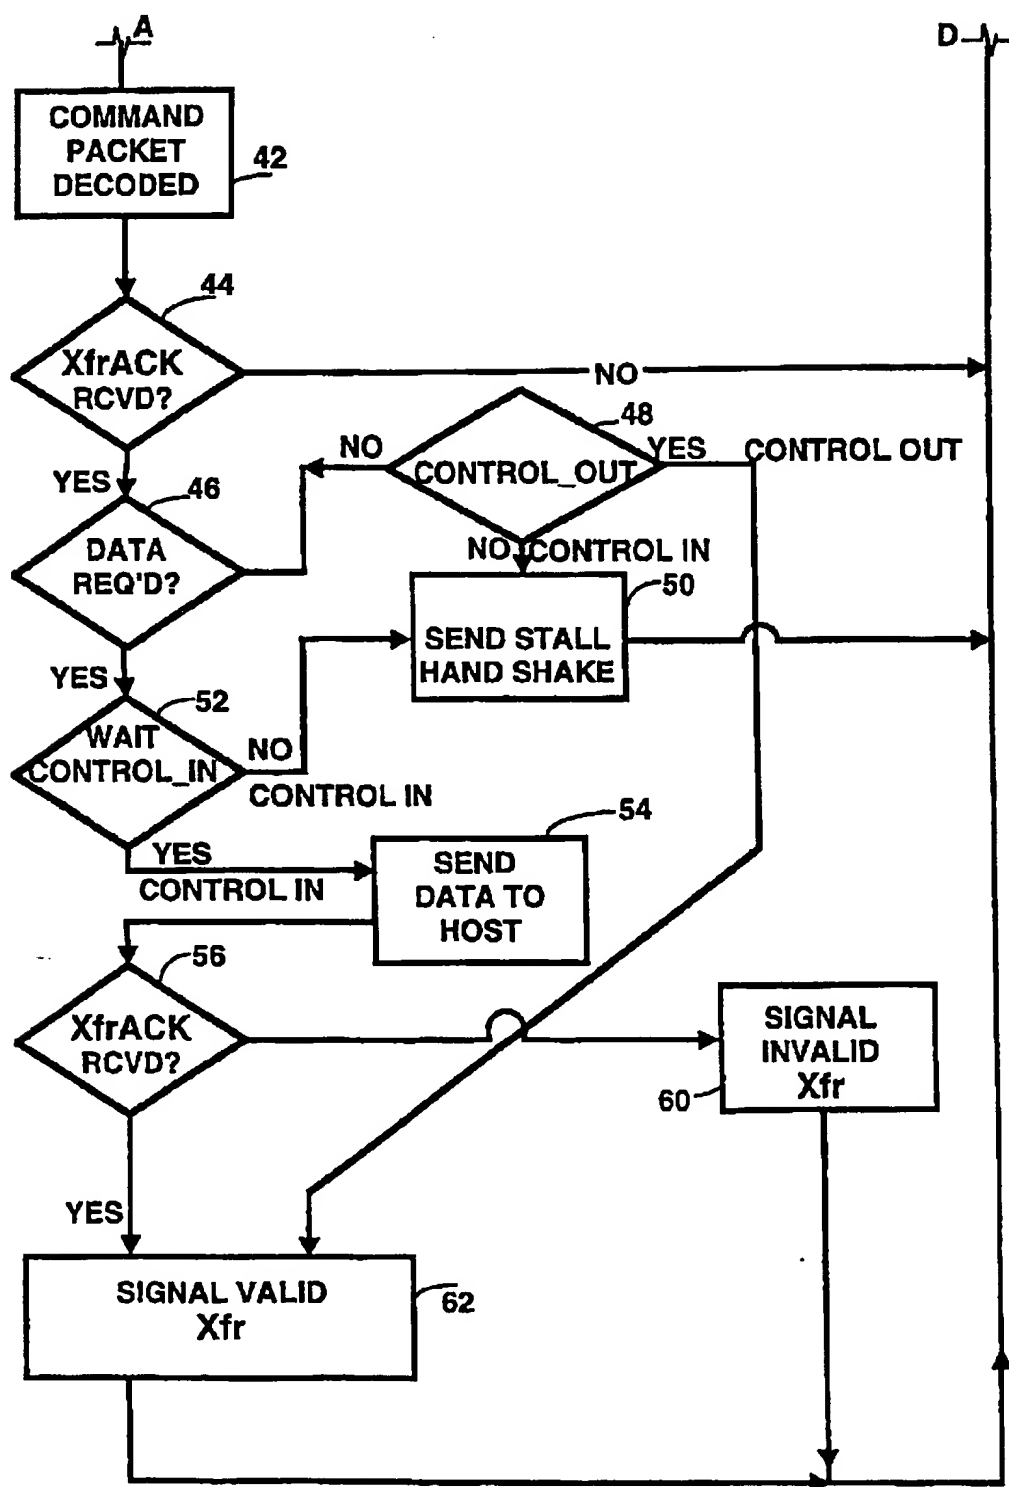 A
D
COMMAND
PACKET
DECODED
42
44
XfrACK
RCVD?
NO
48
NO
CONTROL_OUT
YES
CONTROL OUT
YES
46
DATA
REQ'D?
NO
CONTROL IN
50
SEND STALL
HAND SHAKE
YES
52
WAIT
CONTROL_IN
NO
CONTROL IN
54
YES
CONTROL IN
SEND
DATA TO
HOST
56
XfrACK
RCVD?
SIGNAL
INVALID
Xfr
60
YES
SIGNAL VALID
Xfr
62